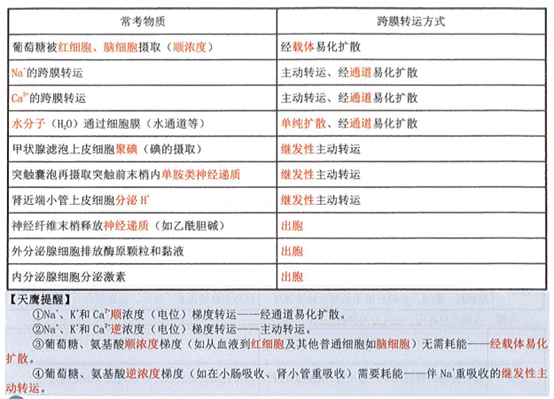 常考物质 跨膜转运方式
葡萄糖被红细胞、脑细胞摄取（顺浓度） 经载体易化扩散
Na⁺的跨膜转运 主动转运、经通道易化扩散
Ca²⁺的跨膜转运 主动转运、经通道易化扩散
水分子（H₂O）通过细胞膜（水通道等） 单纯扩散、经通道易化扩散
甲状腺滤泡上皮细胞聚碘（碘的摄取） 继发性主动转运
突触囊泡再摄取突触前末梢内单胺类神经递质 继发性主动转运
肾近端小管上皮细胞分泌 H⁺ 继发性主动转运
神经纤维末梢释放神经递质（如乙酰胆碱） 出胞
外分泌腺细胞排放酶原颗粒和黏液 出胞
内分泌腺细胞分泌激素 出胞
【天鹰提醒】
①Na⁺、K⁺和 Ca²⁺顺浓度（电位）梯度转运——经通道易化扩散。
②Na⁺、K⁺和 Ca²⁺逆浓度（电位）梯度转运——主动转运。
③葡萄糖、氨基酸顺浓度梯度（如从血液到红细胞及其他普通细胞如脑细胞）无需耗能——经载体易化
扩散。
④葡萄糖、氨基酸逆浓度梯度（如在小肠吸收、肾小管重吸收）需要耗能——伴 Na⁺重吸收的继发性主
动转运。